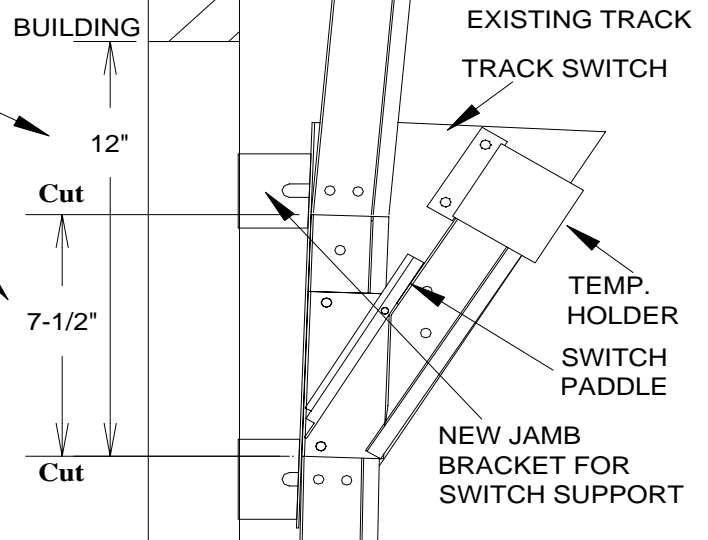 EXISTING TRACK
BUILDING
TRACK SWITCH
12"
Cut
TEMP.
HOLDER
7-1/2"
SWITCH
PADDLE
NEW JAMB
BRACKET FOR
SWITCH SUPPORT
Cut